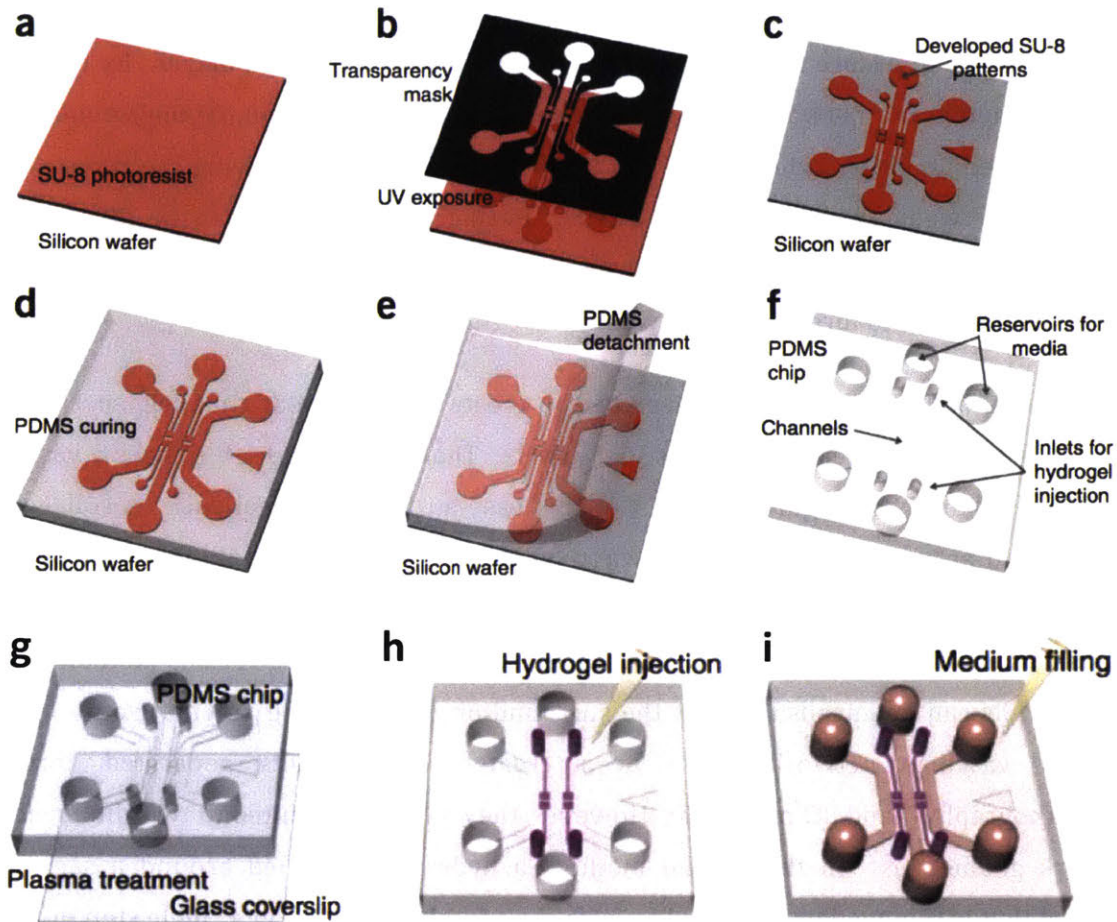 a
SU-8 photoresist
Silicon wafer
b
Transparency
mask
UV exposure
c
Developed SU-8
patterns
Silicon wafer
d
PDMS curing
Silicon wafer
e
PDMS
detachment
Silicon wafer
f
PDMS
chip
Reservoirs for
media
Channels
Inlets for
hydrogel
injection
g
PDMS chip
Plasma treatment
Glass coverslip
h
Hydrogel injection
i
Medium filling